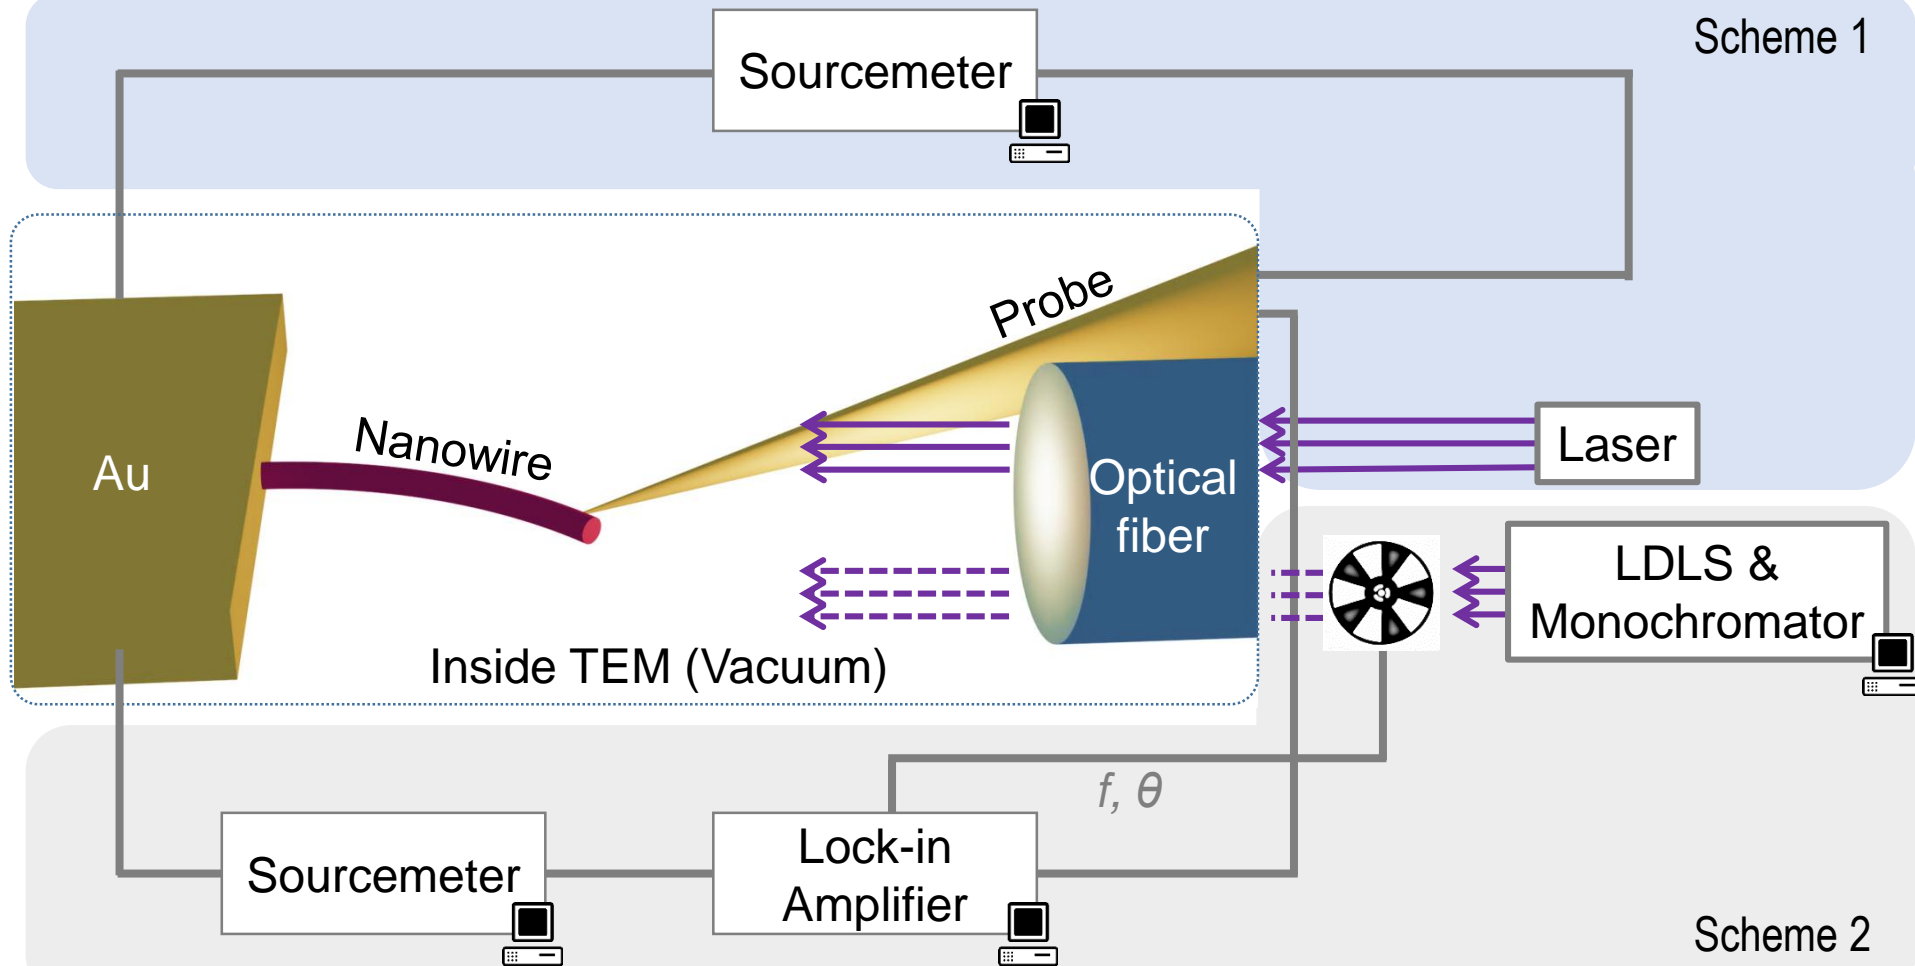 Scheme 1
Sourcemeter
Probe
Nanowire
Au
Optical
fiber
Laser
LDLS &
Monochromator
Inside TEM (Vacuum)
f, θ
Sourcemeter
Lock-in
Amplifier
Scheme 2